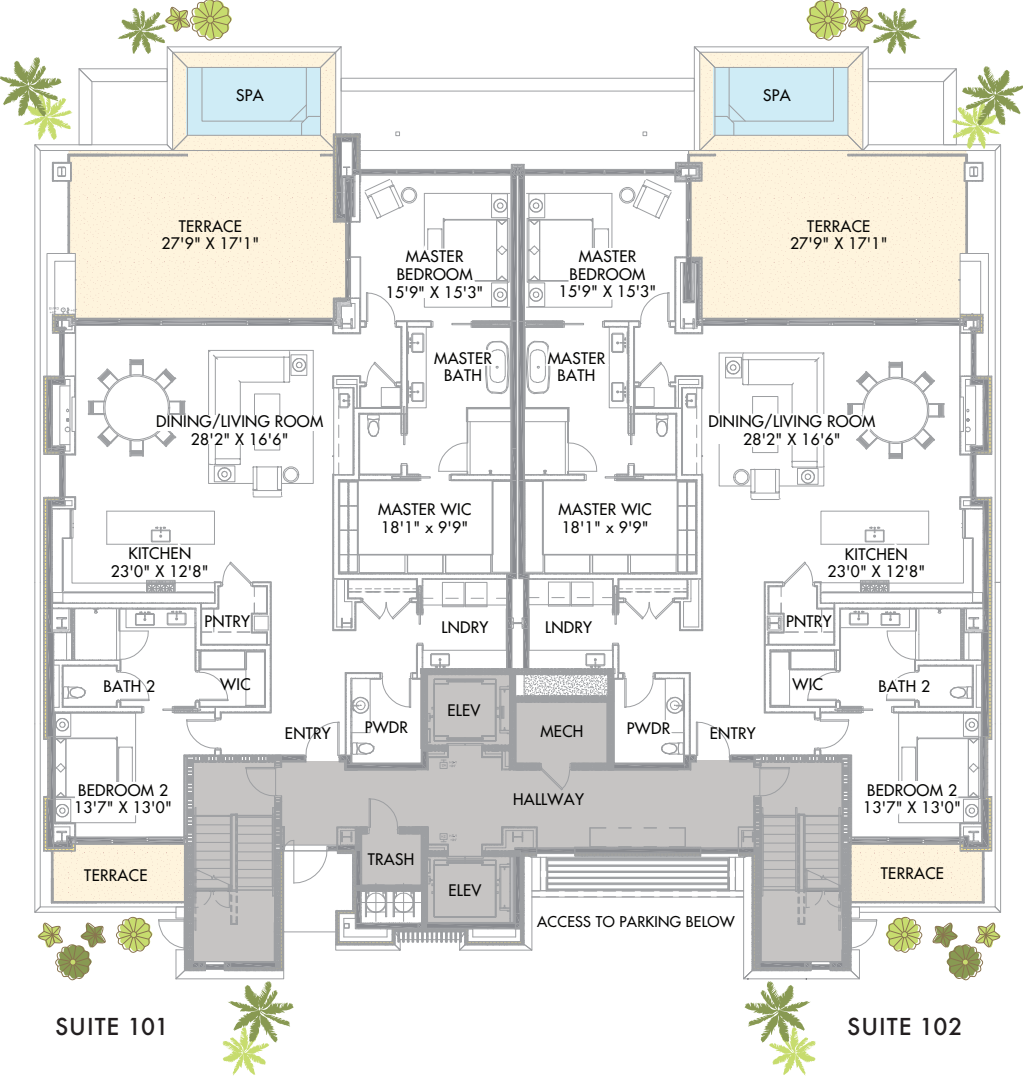 SPA
SPA
TERRACE
27'9" X 17'1"
TERRACE
27'9" X 17'1"
MASTER
BEDROOM
15'9" X 15'3"
MASTER
BEDROOM
15'9" X 15'3"
MASTER
BATH
MASTER
BATH
DINING/LIVING ROOM
28'2" X 16'6"
DINING/LIVING ROOM
28'2" X 16'6"
MASTER WIC
18'1" x 9'9"
MASTER WIC
18'1" x 9'9"
KITCHEN
23'0" X 12'8"
KITCHEN
23'0" X 12'8"
PNTRY
LNDRY
LNDRY
PNTRY
BATH 2
WIC
WIC
BATH 2
ELEV
PWDR
MECH
PWDR
ENTRY
ENTRY
BEDROOM 2
13'7" X 13'0"
HALLWAY
BEDROOM 2
13'7" X 13'0"
TRASH
TERRACE
ELEV
TERRACE
ACCESS TO PARKING BELOW
SUITE 101
SUITE 102